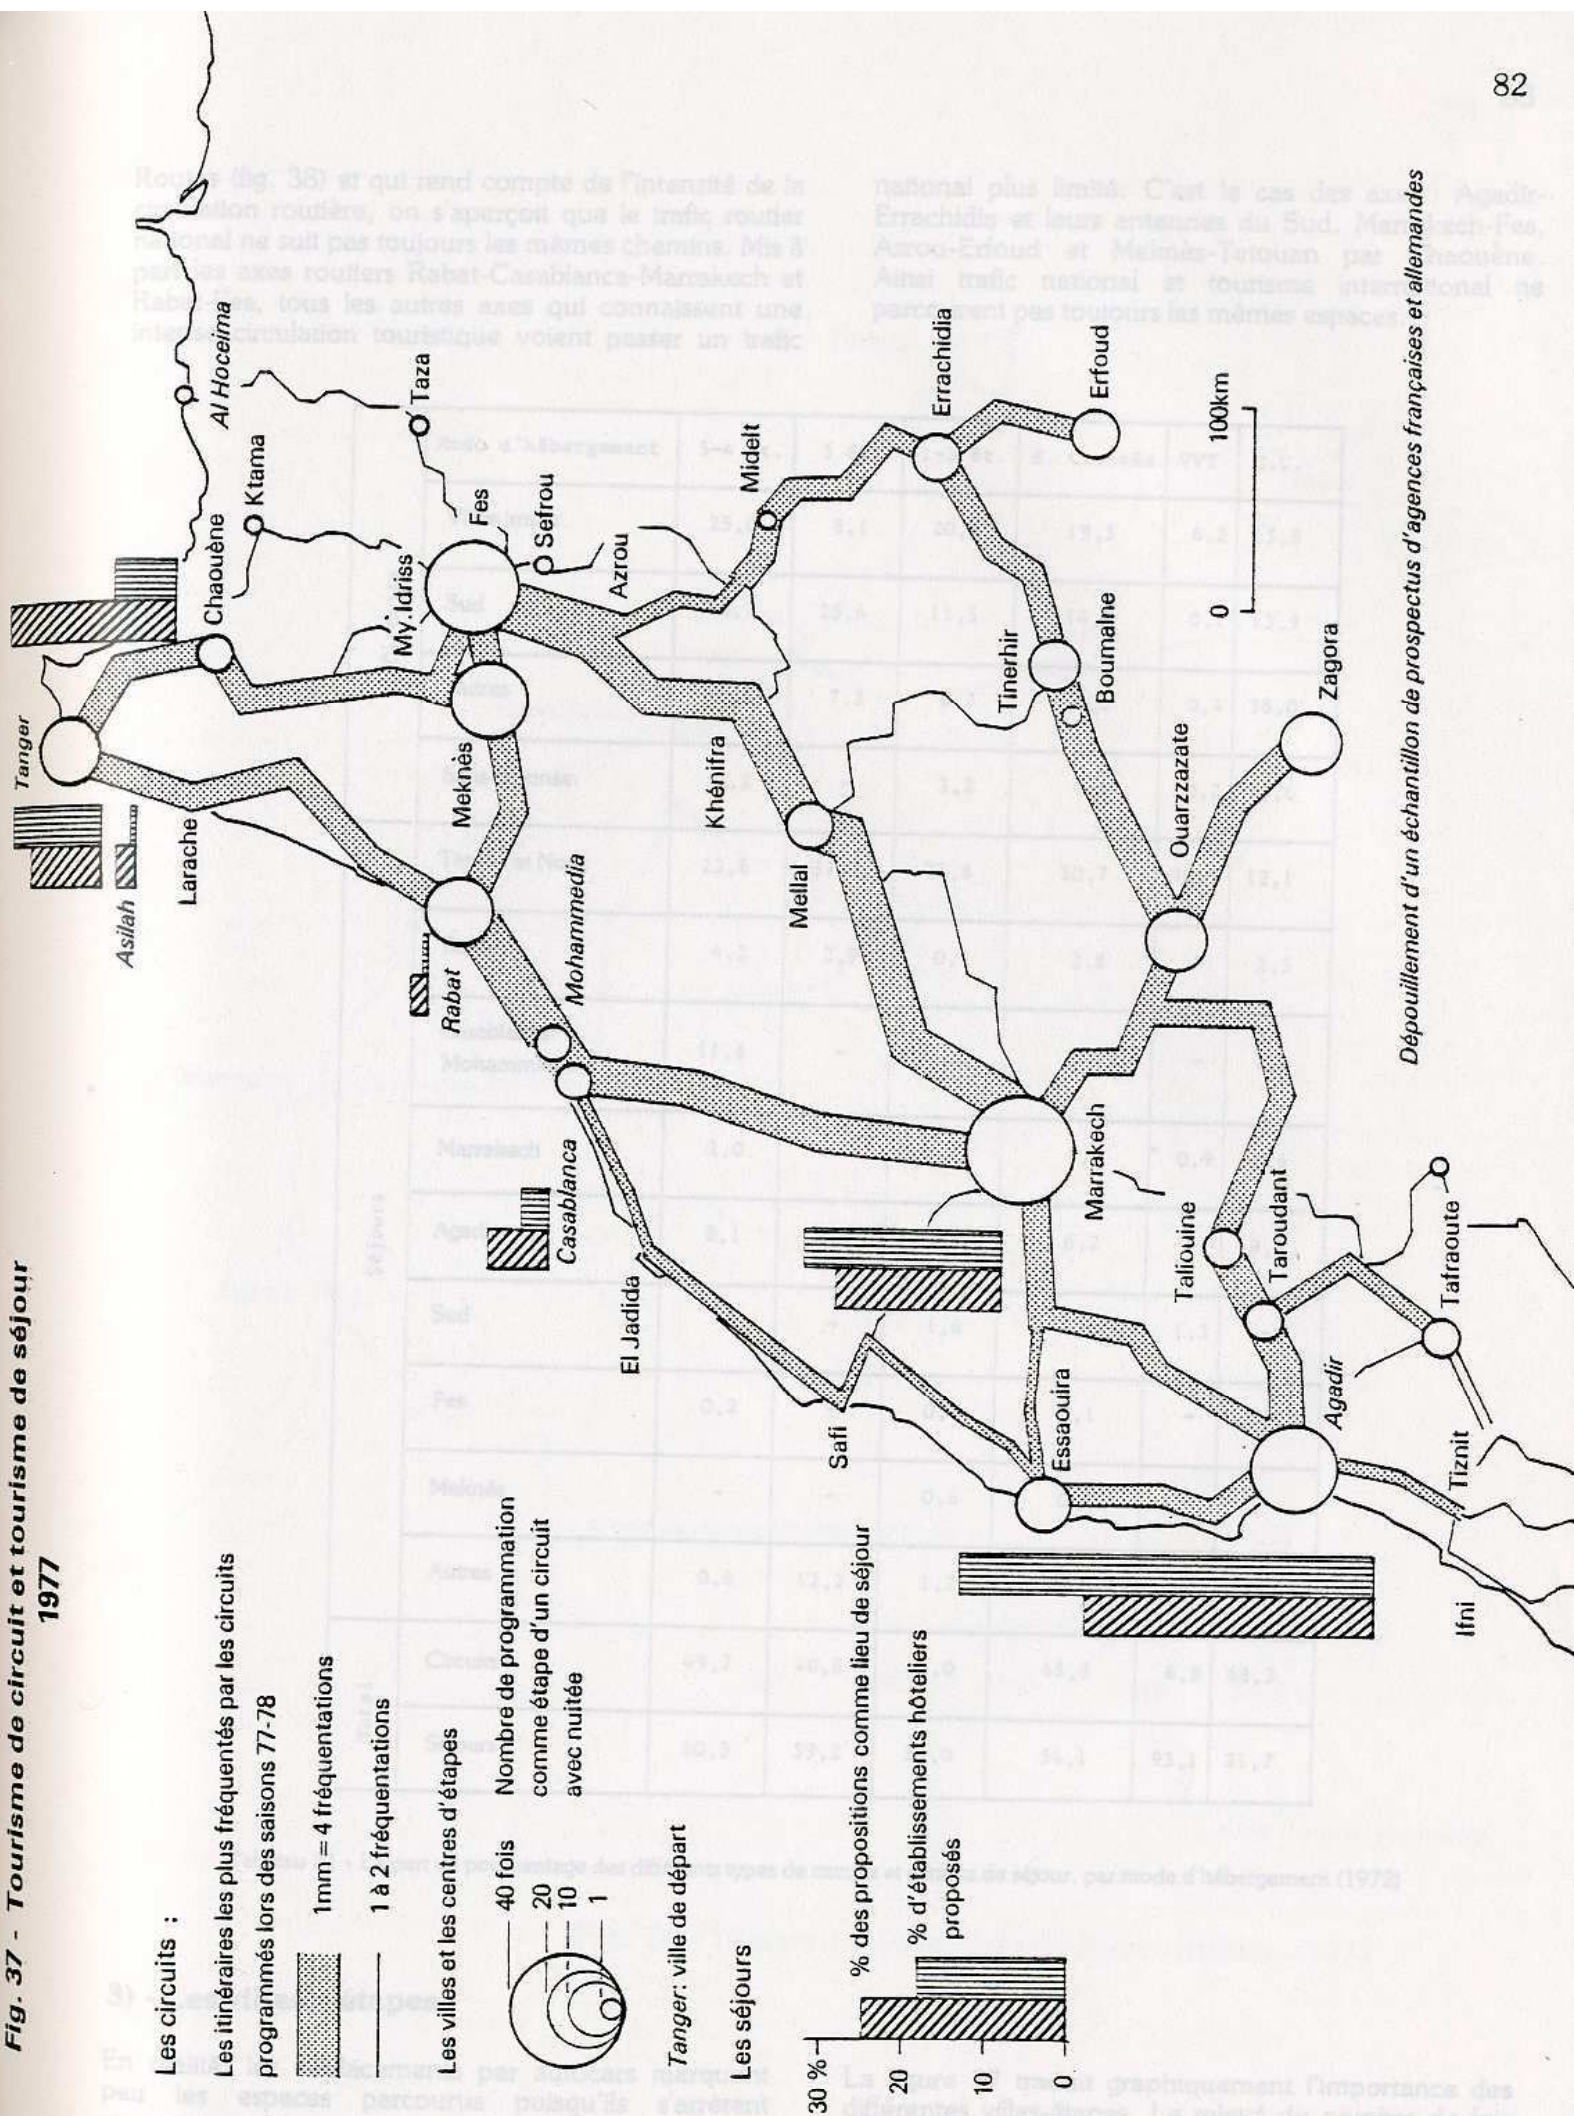 82
Fig. 37 - Tourisme de circuit et tourisme de séjour
1977
Les circuits :
Les itinéraires les plus fréquentés par les circuits
programmés lors des saisons 77-78
1mm = 4 fréquentations
1 à 2 fréquentations
Les villes et les centres d'étapes
40 fois
20
10
1
Nombre de programmation
comme étape d'un circuit
avec nuitée
Tanger: ville de départ
Les séjours
30 %
20
10
0
% des propositions comme lieu de séjour
% d'établissements hôteliers
proposés
Tanger
Asilah
Larache
Chaouène
Al Hoceima
Ktama
Taza
My. Idriss
Fes
Sefrou
Azrou
Meknès
Rabat
Mohammedia
Casablanca
El Jadida
Khénifra
Mellal
Midelt
Errachidia
Erfoud
Tinerhir
Boumalne
Ouarzzazate
Zagora
Marrakech
Safi
Essaouira
Taliouine
Taroudant
Agadir
Tafraoute
Tiznit
Ifni
0 100km
Dépouillement d'un échantillon de prospectus d'agences françaises et allemandes